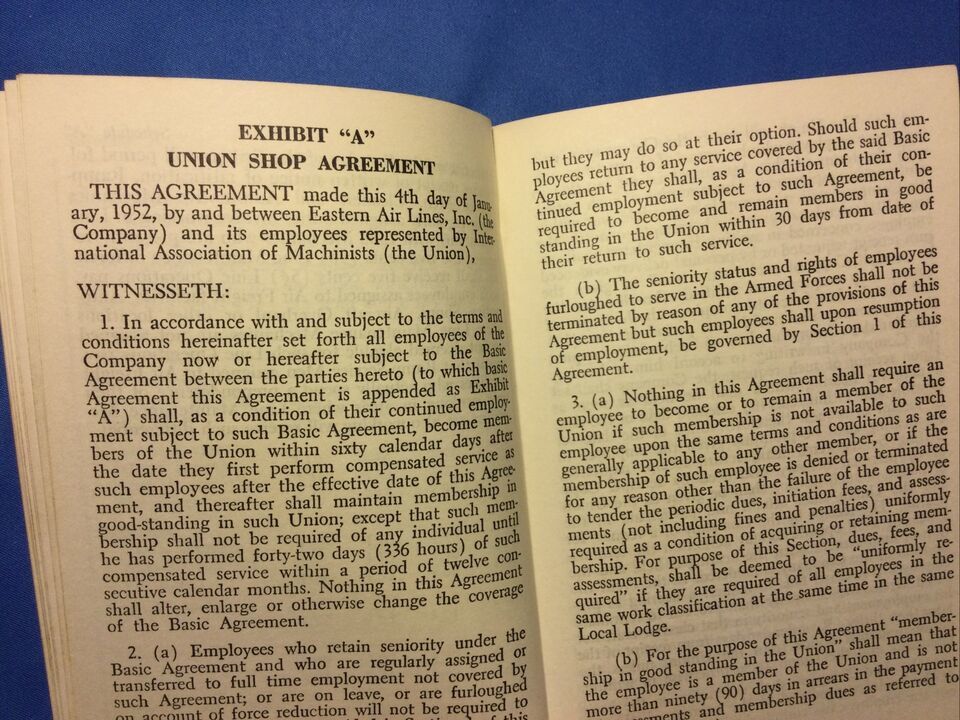 EXHIBIT “A”
UNION SHOP AGREEMENT
THIS AGREEMENT made this 4th day of Janu-
ary, 1952, by and between Eastern Air Lines, Inc. (the
Company) and its employees represented by Inter-
national Association of Machinists (the Union),
WITNESSETH:
1. In accordance with and subject to the terms and
conditions hereinafter set forth all employees of the
Company now or hereafter subject to the Basic
Agreement between the parties hereto (to which basic
Agreement this Agreement is appended as Exhibit
“A”) shall, as a condition of their continued employ-
ment subject to such Basic Agreement, become mem-
bers of the Union within sixty calendar days after
the date they first perform compensated service as
such employees after the effective date of this Agree-
ment, and thereafter shall maintain membership in
good-standing in such Union; except that such mem-
bership shall not be required of any individual until
he has performed forty-two days (336 hours) of such
compensated service within a period of twelve con-
secutive calendar months. Nothing in this Agreement
shall alter, enlarge or otherwise change the coverage
of the Basic Agreement.
2. (a) Employees who retain seniority under the
Basic Agreement and who are regularly assigned or
transferred to full time employment not covered by
such Agreement; or are on leave, or are furloughed
on account of force reduction will not be required to
of this
but they may do so at their option. Should such em-
ployees return to any service covered by the said Basic
Agreement they shall, as a condition of their con-
tinued employment subject to such Agreement, be
required to become and remain members in good
standing in the Union within 30 days from date of
their return to such service.
(b) The seniority status and rights of employees
furloughed to serve in the Armed Forces shall not be
terminated by reason of any of the provisions of this
Agreement but such employees shall upon resumption
of employment, be governed by Section 1 of this
Agreement.
3. (a) Nothing in this Agreement shall require an
employee to become or to remain a member of the
Union if such membership is not available to such
employee upon the same terms and conditions as are
generally applicable to any other member, or if the
membership of such employee is denied or terminated
for any reason other than the failure of the employee
to tender the periodic dues, initiation fees, and assess-
ments (not including fines and penalties) uniformly
required as a condition of acquiring or retaining mem-
bership. For purpose of this Section, dues, fees, and
assessments, shall be deemed to be “uniformly re-
quired” if they are required of all employees in the
same work classification at the same time in the same
Local Lodge.
(b) For the purpose of this Agreement “member-
ship in good standing in the Union” shall mean that
the employee is a member of the Union and is not
more than ninety (90) days in arrears in the payment
and membership dues as referred to